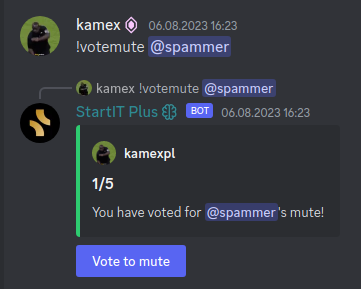 kamex 06.08.2023 16:23
!votemute @spammer
kamex !votemute @spammer
StartIT Plus BOT 06.08.2023 16:23
kamexpl
1/5
You have voted for @spammer's mute!
Vote to mute